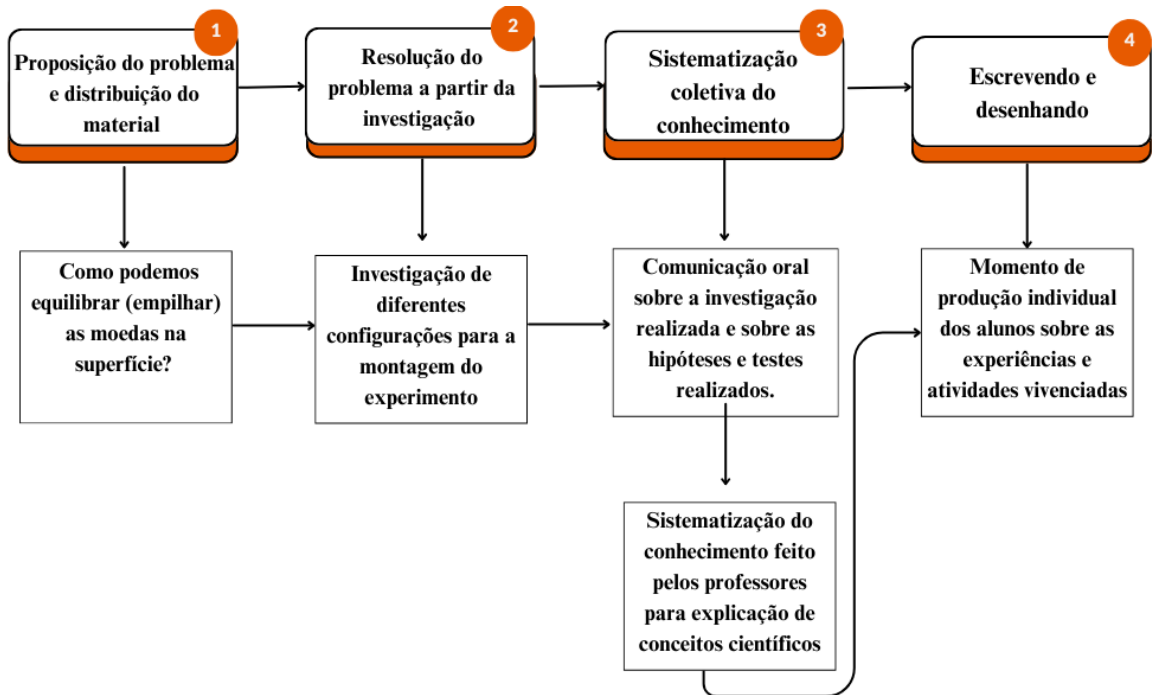 1
Proposição do problema
e distribuição do
material
2
Resolução do
problema a partir da
investigação
3
Sistematização
coletiva do
conhecimento
4
Escrevendo e
desenhando
Como podemos
equilibrar (empilhar)
as moedas na
superfície?
Investigação de
diferentes
configurações para a
montagem do
experimento
Comunicação oral
sobre a investigação
realizada e sobre as
hipóteses e testes
realizados.
Momento de
produção individual
dos alunos sobre as
experiências e
atividades vivenciadas
Sistematização do
conhecimento feito
pelos professores
para explicação de
conceitos científicos